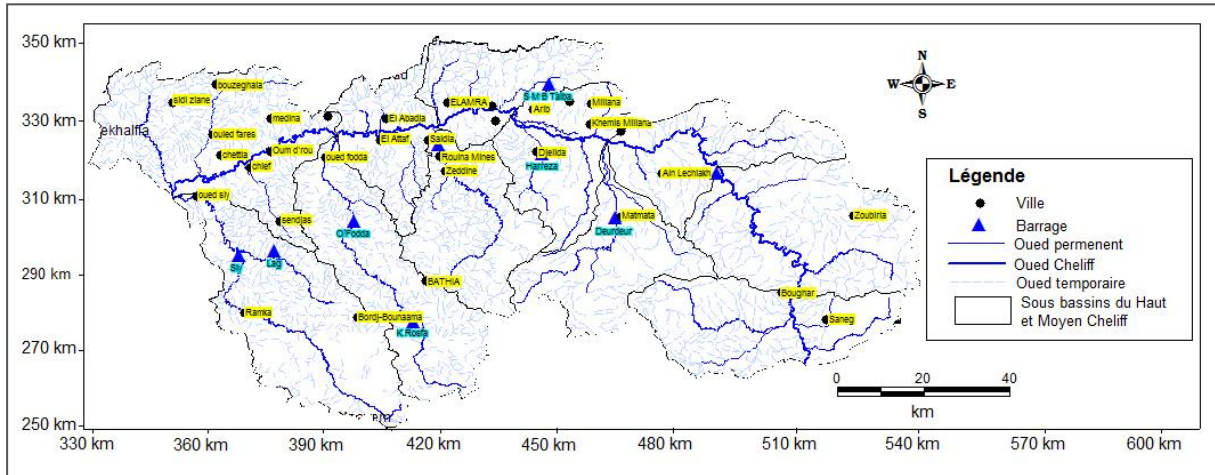 350 km
330 km
310 km
290 km
270 km
250 km
330 km
360 km
390 km
420 km
450 km
480 km
510 km
540 km
570 km
600 km
N
W
E
S
bouzeghaia
sidi ziane
medina
ouled fares
ekhalfia
chettia
Oum d'rou
chlef
oued fodda
oued sly
sendjas
O.Fodda
Sly
Lag
Ramka
Bordj-Bounaama
K.Rosfa
BATHIA
ad
ELAMRA
El Abadia
El Attaf
Saidia
Rouina Mines
Zeddine
S M B Taiba
Arib
Miliana
Khemis Miliana
Djelida
Harreza
Ain Lechiakh
Matmata
Deurdeur
Zoubiria
Boughar
Saneg
Légende
Ville
Barrage
Oued permenent
Oued Cheliff
Oued temporaire
Sous bassins du Haut
et Moyen Cheliff
0 20 40
km